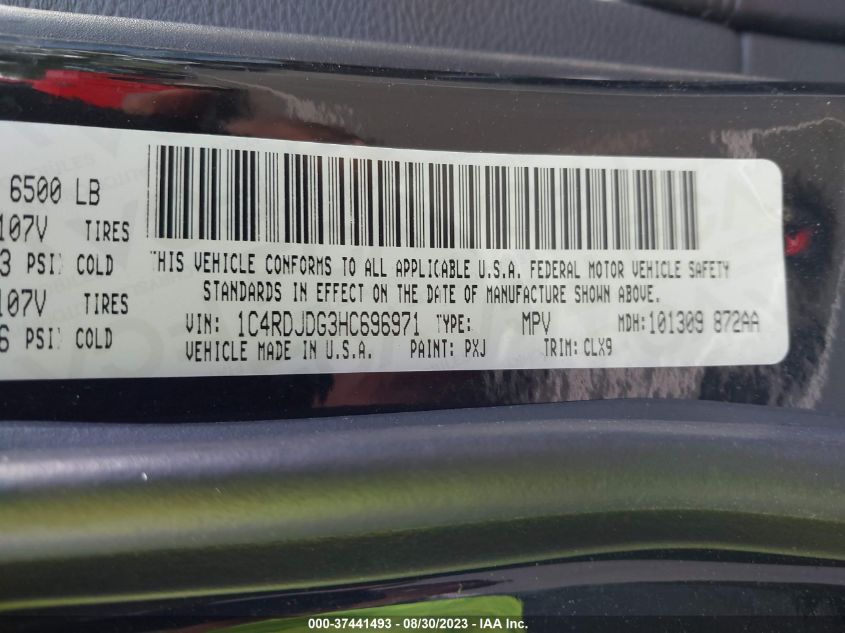 6500 LB
107V TIRES
3 PSI) COLD
107V TIRES
6 PSI) COLD
THIS VEHICLE CONFORMS TO ALL APPLICABLE U.S.A. FEDERAL MOTOR VEHICLE SAFETY
STANDARDS IN EFFECT ON THE DATE OF MANUFACTURE SHOWN ABOVE.
VIN: 1C4RDJDG3HC696971 TYPE: MPV MDH:101309 872AA
VEHICLE MADE IN U.S.A. PAINT: PXJ TRIM: CLX9
000-37441493 - 08/30/2023 - IAA Inc.